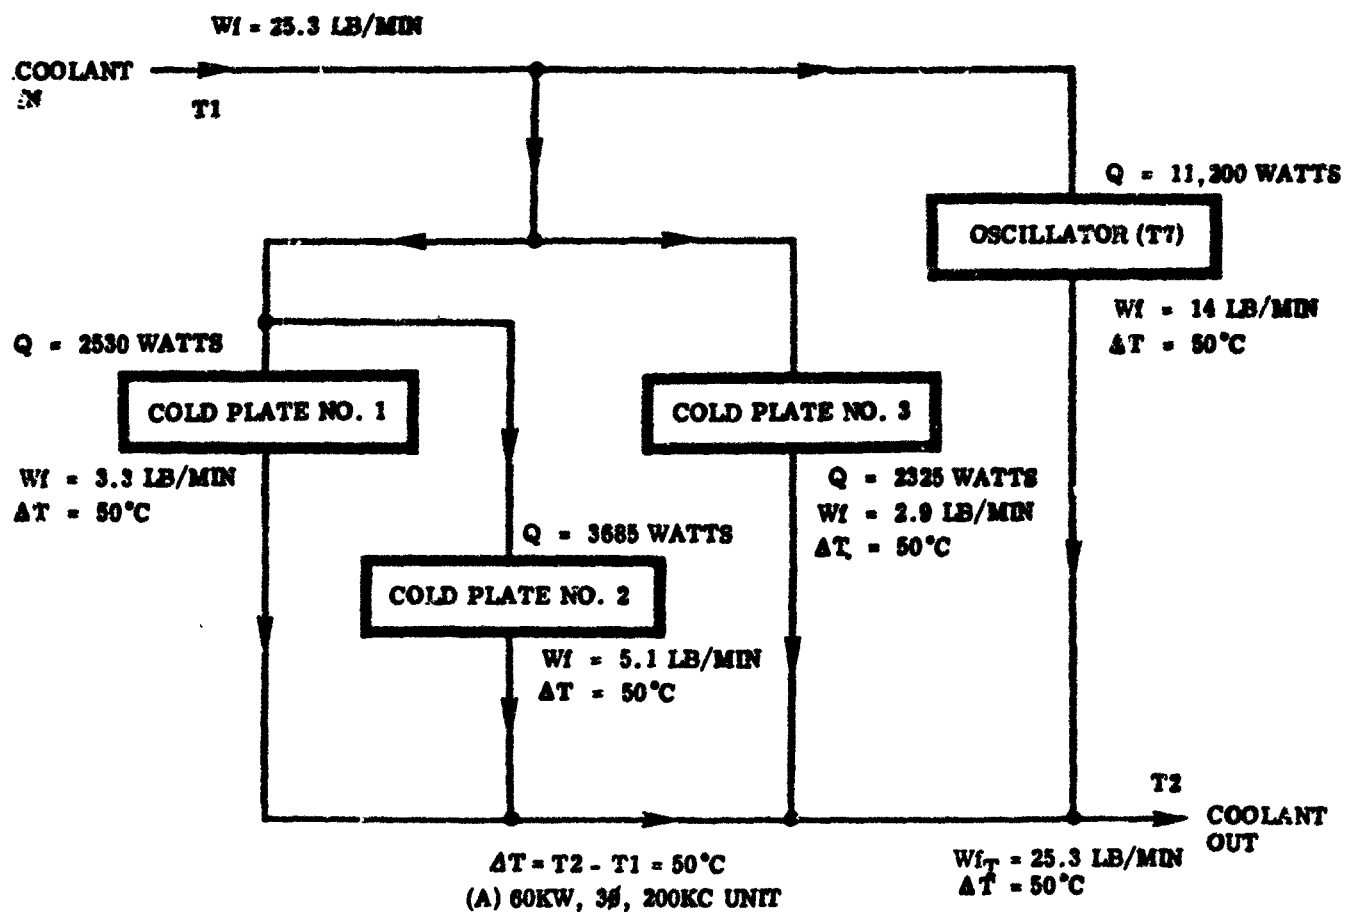 Wf = 25.3 LB/MIN
COOLANT
IN
T1
Q = 11,200 WATTS
OSCILLATOR (T7)
Wf = 14 LB/MIN
ΔT = 50°C
Q = 2530 WATTS
COLD PLATE NO. 1
COLD PLATE NO. 3
Wf = 3.3 LB/MIN
ΔT = 50°C
Q = 2325 WATTS
Wf = 2.9 LB/MIN
ΔT = 50°C
Q = 3685 WATTS
COLD PLATE NO. 2
Wf = 5.1 LB/MIN
ΔT = 50°C
T2
COOLANT
OUT
ΔT = T2 - T1 = 50°C
(A) 60KW, 3Ø, 200KC UNIT
WfT = 25.3 LB/MIN
ΔT = 50°C